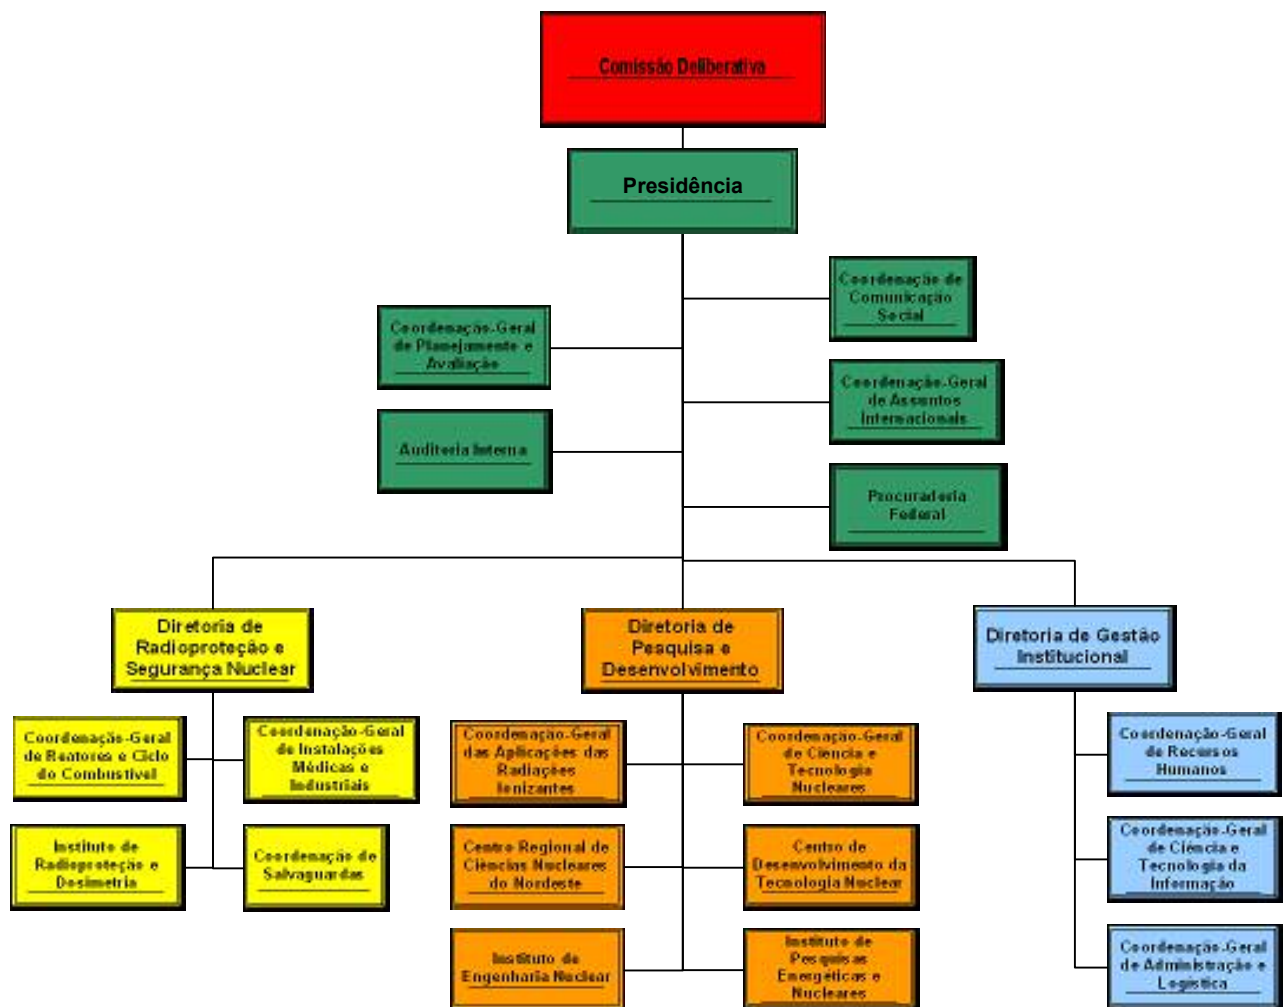 Comissão Deliberativa
Presidência
Coordenação de
Comunicação
Social
Coordenação-Geral
de Planejamento e
Avaliação
Coordenação-Geral
de Assuntos
Internacionais
Auditoria Interna
Procuradoria
Federal
Diretoria de
Radioproteção e
Segurança Nuclear
Diretoria de
Pesquisa e
Desenvolvimento
Diretoria de Gestão
Institucional
Coordenação-Geral
de Reatores e Ciclo
do Combustível
Coordenação-Geral
de Instalações
Médicas e
Industriais
Coordenação-Geral
das Aplicações das
Radiações
Ionizantes
Coordenação-Geral
de Ciência e
Tecnologia
Nucleares
Coordenação-Geral
de Recursos
Humanos
Instituto de
Radioproteção e
Dosimetria
Coordenação de
Salvaguardas
Centro Regional de
Ciências Nucleares
do Nordeste
Centro de
Desenvolvimento da
Tecnologia Nuclear
Coordenação-Geral
de Ciência e
Tecnologia da
Informação
Instituto de
Engenharia Nuclear
Instituto de
Pesquisas
Energéticas e
Nucleares
Coordenação-Geral
de Administração e
Logística